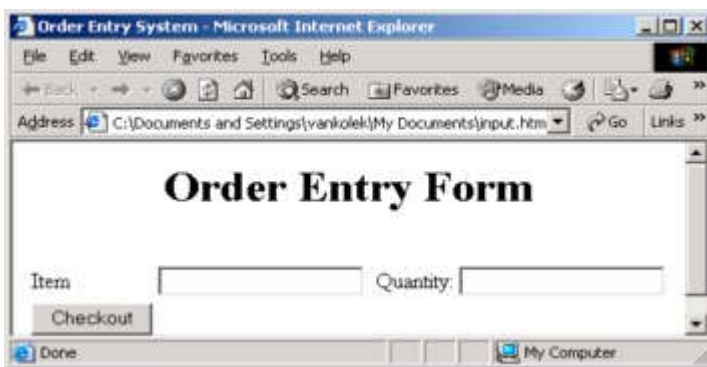 Order Entry System - Microsoft Internet Explorer
File Edit View Favorites Tools Help
Back Search Favorites Media »
Address C:\Documents and Settings\vankolek\My Documents\input.htm Go Links »
Order Entry Form
Item Quantity:
Checkout
Done My Computer